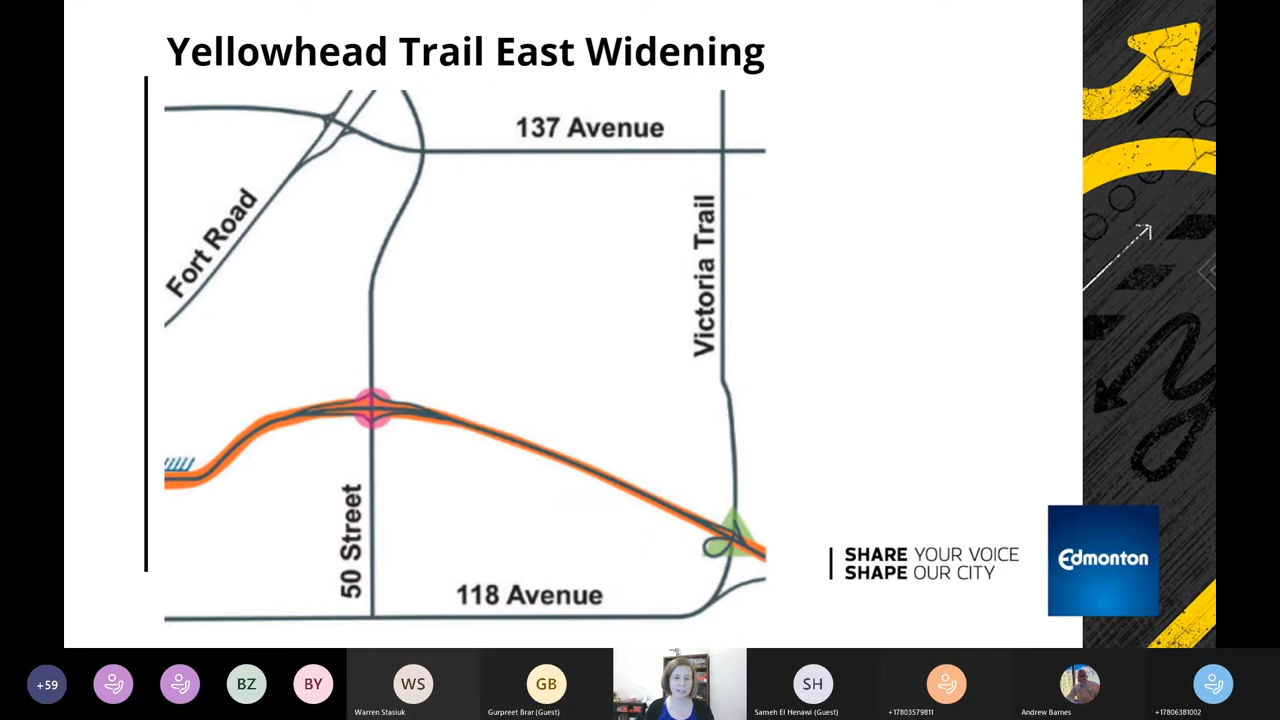 Yellowhead Trail East Widening
137 Avenue
Fort Road
Victoria Trail
50 Street
118 Avenue
SHARE YOUR VOICE
SHAPE OUR CITY
Edmonton
+59
BZ
BY
WS
GB
SH
Warren Stasiuk
Gurpreet Brar (Guest)
Sameh El Henawi (Guest)
+17803579811
Andrew Barnes
+17806381002